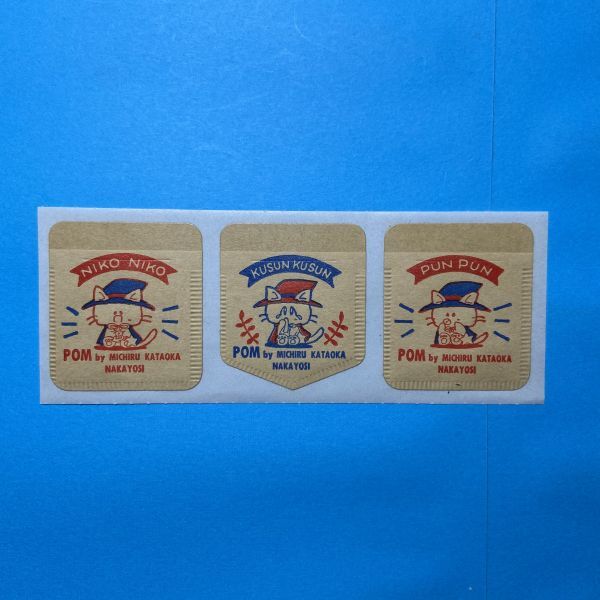 NIKO NIKO
POM by MICHIRU KATAOKA
NAKAYOSI
KUSUN KUSUN
POM by MICHIRU KATAOKA
NAKAYOSI
PUN PUN
POM by MICHIRU KATAOKA
NAKAYOSI